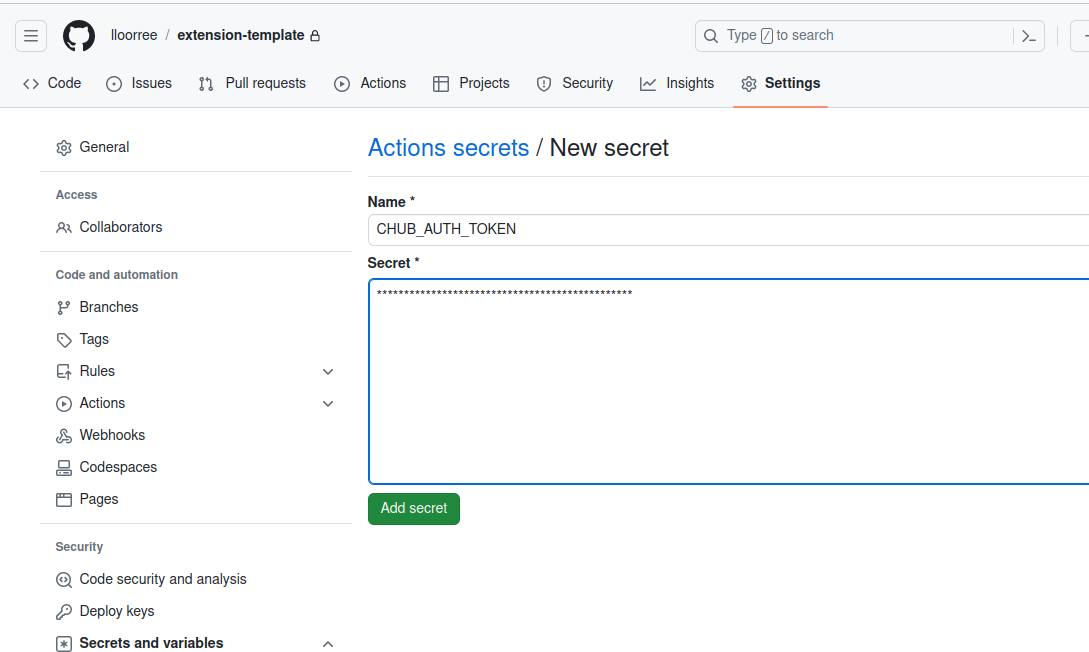 lloorree / extension-template
Type / to search
Code Issues Pull requests Actions Projects Security Insights Settings
General
Access
Collaborators
Code and automation
Branches
Tags
Rules
Actions
Webhooks
Codespaces
Pages
Security
Code security and analysis
Deploy keys
Secrets and variables
Actions secrets / New secret
Name *
CHUB_AUTH_TOKEN
Secret *
***********************************************
Add secret